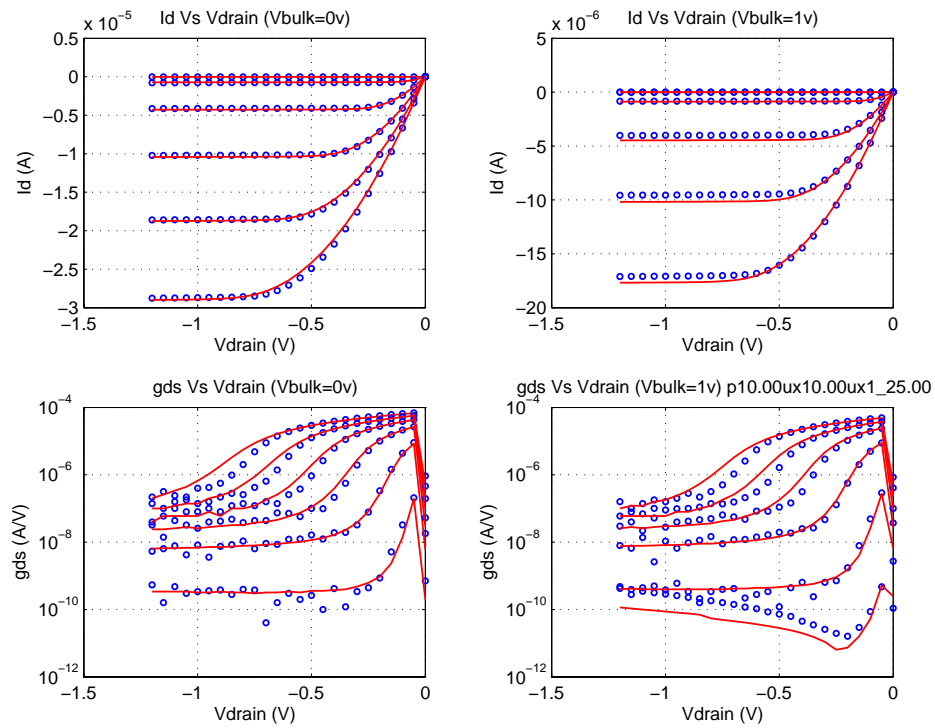 Id Vs Vdrain (Vbulk=0v)
x 10⁻⁵
0.5
0
−0.5
−1
−1.5
−2
−2.5
−3
Id (A)
−1.5
−1
−0.5
0
Vdrain (V)
Id Vs Vdrain (Vbulk=1v)
x 10⁻⁶
5
0
−5
−10
−15
−20
Id (A)
−1.5
−1
−0.5
0
Vdrain (V)
gds Vs Vdrain (Vbulk=0v)
10⁻⁴
10⁻⁶
10⁻⁸
10⁻¹⁰
10⁻¹²
gds (A/V)
−1.5
−1
−0.5
0
Vdrain (V)
gds Vs Vdrain (Vbulk=1v) p10.00ux10.00ux1_25.00
10⁻⁴
10⁻⁶
10⁻⁸
10⁻¹⁰
10⁻¹²
gds (A/V)
−1.5
−1
−0.5
0
Vdrain (V)